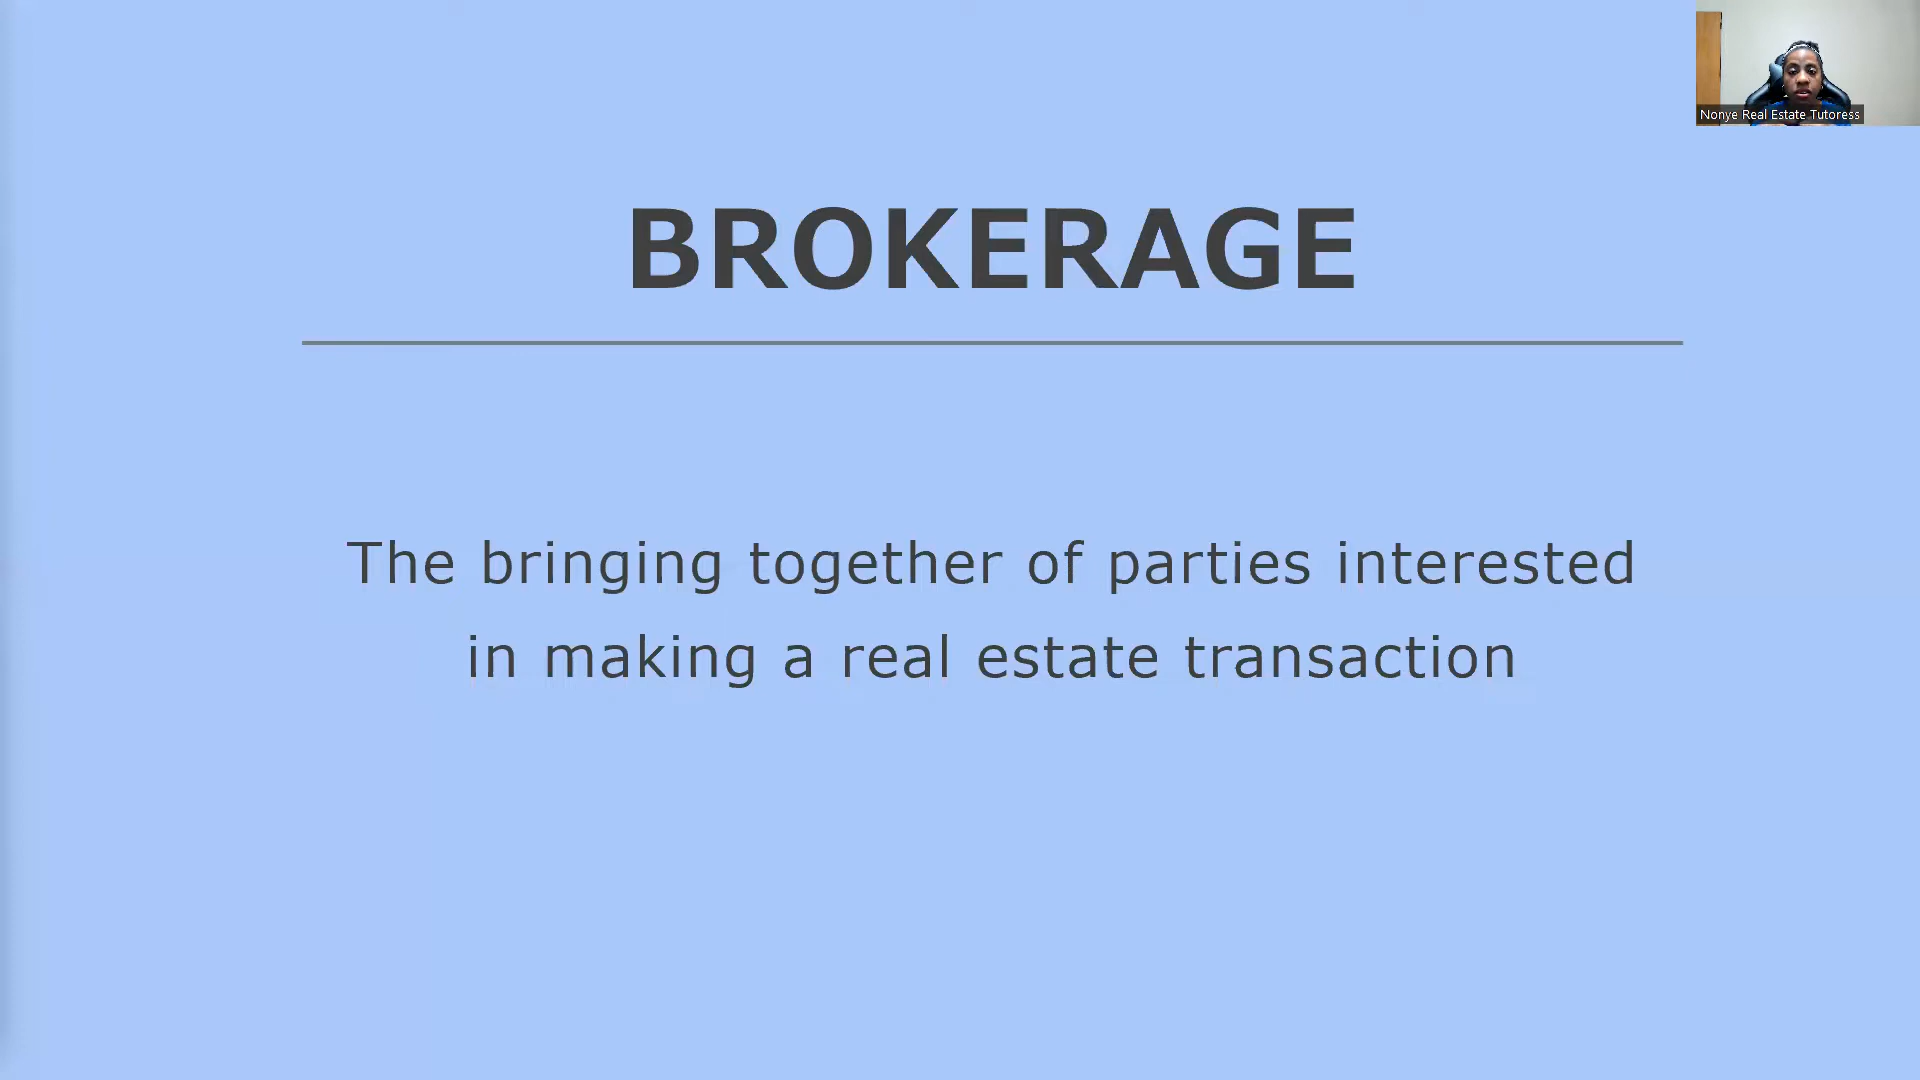 Nonye Real Estate Tutoress
BROKERAGE
The bringing together of parties interested
in making a real estate transaction